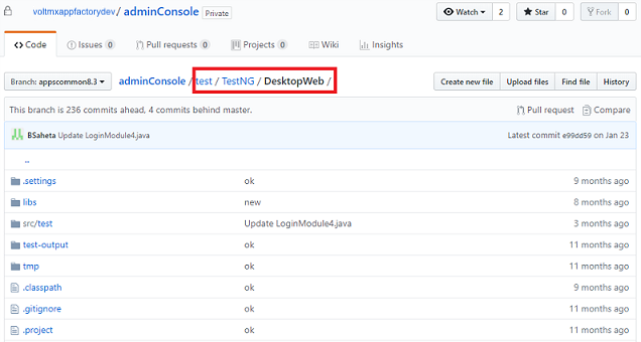 voltmxappfactorydev / adminConsole Private Watch 2 Star 0 Fork 0
Code Issues 0 Pull requests 0 Projects 0 Wiki Insights
Branch: appscommon8.3 adminConsole / test / TestNG / DesktopWeb / Create new file Upload files Find file History
This branch is 236 commits ahead, 4 commits behind master. Pull request Compare
BSaheta Update LoginModule4.java Latest commit e99dd59 on Jan 23
..
.settings ok 9 months ago
libs new 8 months ago
src/test Update LoginModule4.java 3 months ago
test-output ok 11 months ago
tmp ok 11 months ago
.classpath ok 9 months ago
.gitignore ok 11 months ago
.project ok 11 months ago